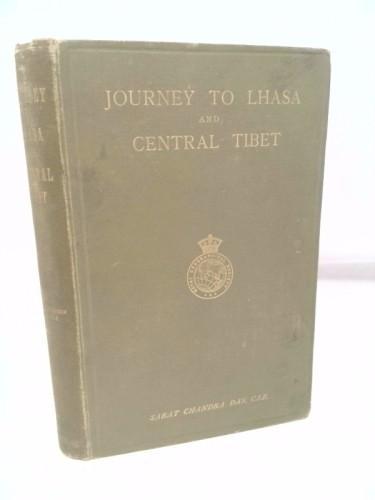 JOURNEY TO LHASA
AND
CENTRAL TIBET
SARAT CHANDRA DAS, C.I.E.